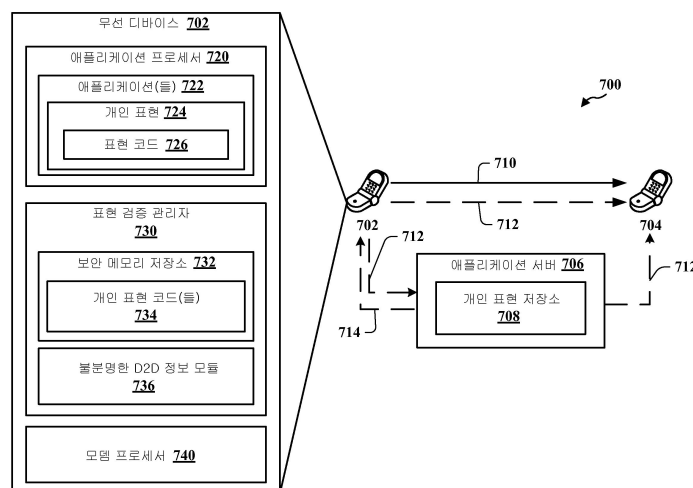 무선 디바이스 702
애플리케이션 프로세서 720
애플리케이션(들) 722
개인 표현 724
표현 코드 726
표현 검증 관리자
730
보안 메모리 저장소 732
개인 표현 코드(들)
734
불분명한 D2D 정보 모듈
736
모뎀 프로세서 740
700
710
712
702
704
712
714
애플리케이션 서버 706
개인 표현 저장소
708
712